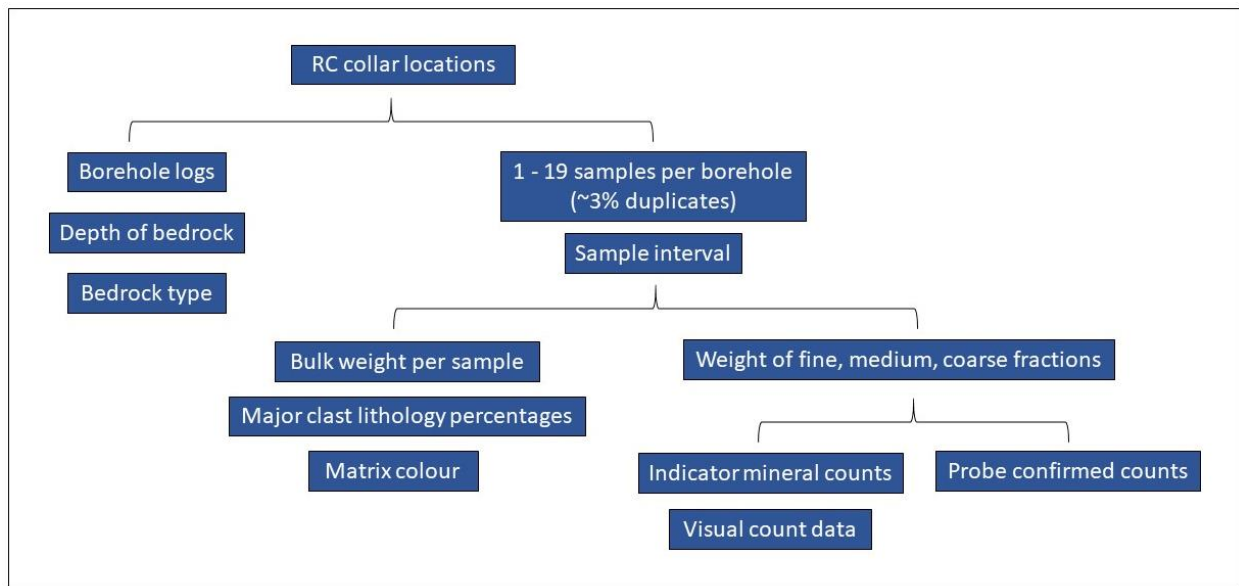 RC collar locations
Borehole logs
Depth of bedrock
Bedrock type
1 - 19 samples per borehole
(~3% duplicates)
Sample interval
Bulk weight per sample
Major clast lithology percentages
Matrix colour
Weight of fine, medium, coarse fractions
Indicator mineral counts
Visual count data
Probe confirmed counts